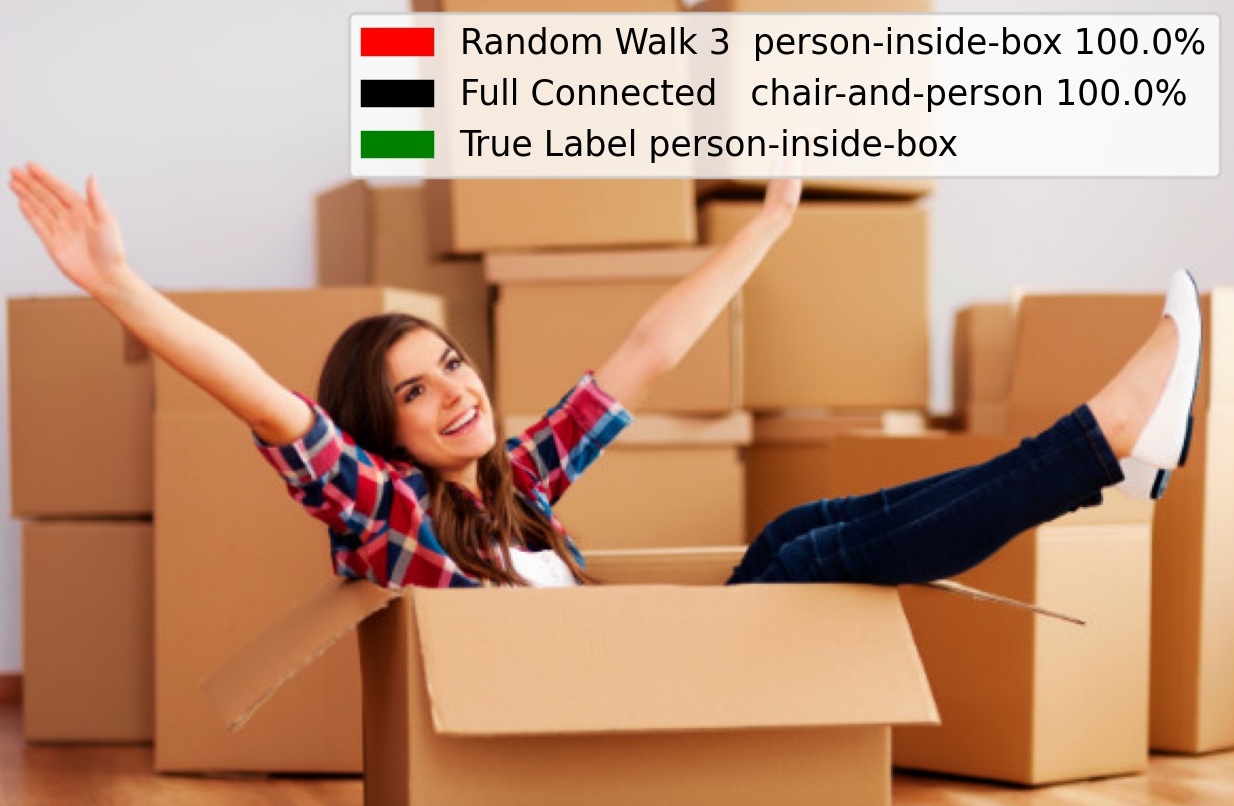 Random Walk 3 person-inside-box 100.0%
Full Connected chair-and-person 100.0%
True Label person-inside-box